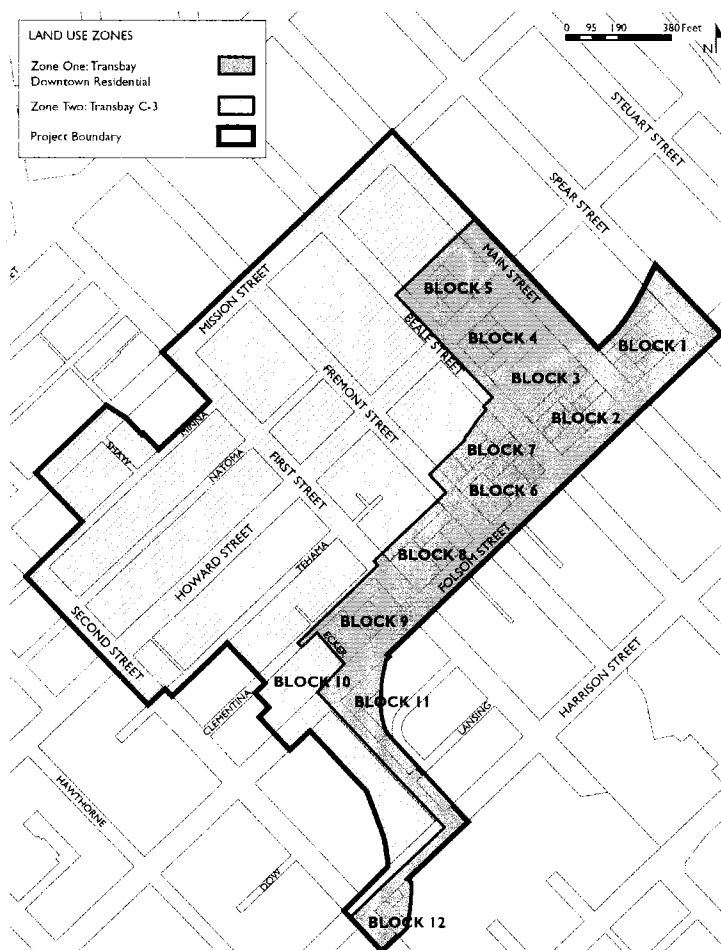 LAND USE ZONES
Zone One: Transbay
Downtown Residential
Zone Two: Transbay C-3
Project Boundary
0 95 190 380 Feet
N
STEUART STREET
SPEAR STREET
MAIN STREET
MISSION STREET
BLOCK 5
BEALE STREET
BLOCK 4
BLOCK 1
BLOCK 3
FREMONT STREET
BLOCK 2
MINNA
SHAW
NATOMA
FIRST STREET
BLOCK 7
BLOCK 6
HOWARD STREET
TEHAMA
BLOCK 8
FOLSOM STREET
SECOND STREET
BLOCK 9
ECKER
HARRISON STREET
BLOCK 10
CLEMENTINA
BLOCK 11
LANSING
HAWTHORNE
DOW
BLOCK 12